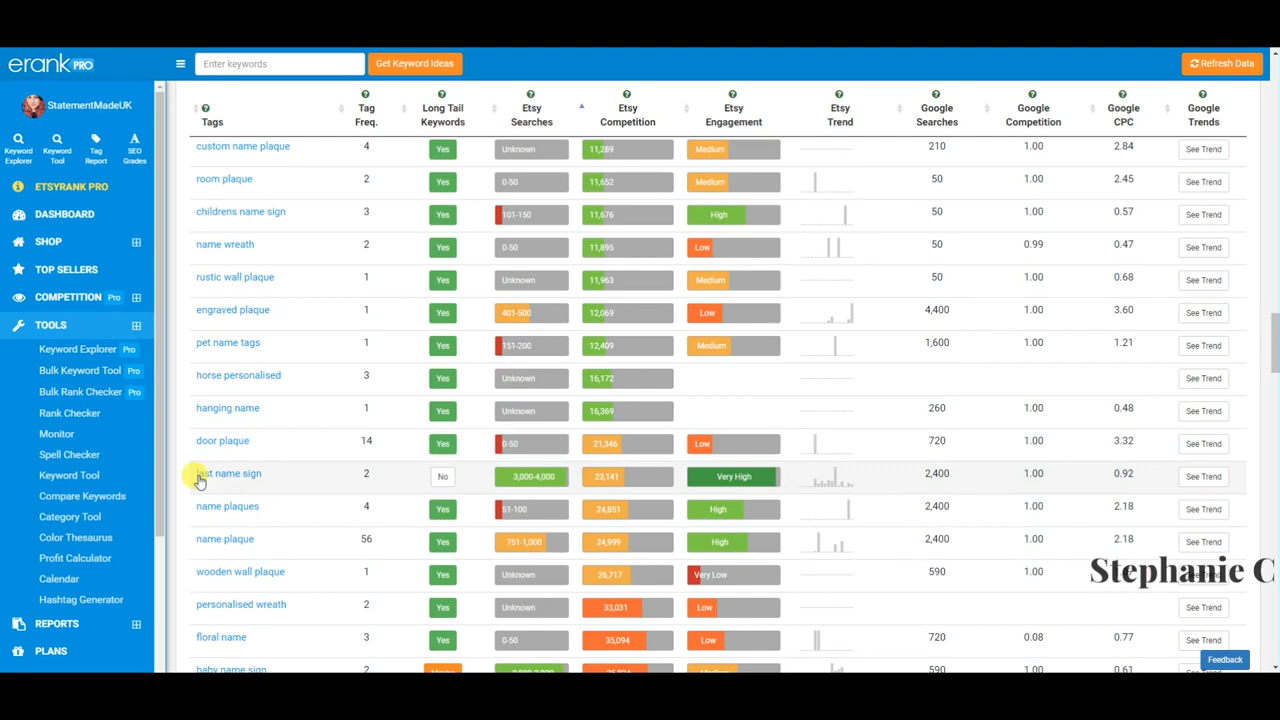 erank PRO
Enter keywords
Get Keyword Ideas
Refresh Data
StatementMadeUK
Keyword Explorer
Keyword Tool
Tag Report
SEO Grades
ETSYRANK PRO
DASHBOARD
SHOP
TOP SELLERS
COMPETITION Pro
TOOLS
Keyword Explorer Pro
Bulk Keyword Tool Pro
Bulk Rank Checker Pro
Rank Checker
Monitor
Spell Checker
Keyword Tool
Compare Keywords
Category Tool
Color Thesaurus
Profit Calculator
Calendar
Hashtag Generator
REPORTS
PLANS
Tags Tag Freq. Long Tail Keywords Etsy Searches Etsy Competition Etsy Engagement Etsy Trend Google Searches Google Competition Google CPC Google Trends
custom name plaque 4 Yes Unknown 11,289 Medium 210 1.00 2.84 See Trend
room plaque 2 Yes 0-50 11,652 Medium 50 1.00 2.45 See Trend
childrens name sign 3 Yes 101-150 11,676 High 50 1.00 0.57 See Trend
name wreath 2 Yes 0-50 11,895 Low 50 0.99 0.47 See Trend
rustic wall plaque 1 Yes Unknown 11,963 Medium 50 1.00 0.68 See Trend
engraved plaque 1 Yes 401-500 12,069 Low 4,400 1.00 3.60 See Trend
pet name tags 1 Yes 151-200 12,409 Medium 1,600 1.00 1.21 See Trend
horse personalised 3 Yes Unknown 16,172 See Trend
hanging name 1 Yes Unknown 16,369 260 1.00 0.48 See Trend
door plaque 14 Yes 0-50 21,346 Low 720 1.00 3.32 See Trend
last name sign 2 No 3,000-4,000 23,141 Very High 2,400 1.00 0.92 See Trend
name plaques 4 Yes 51-100 24,851 High 2,400 1.00 2.18 See Trend
name plaque 56 Yes 751-1,000 24,999 High 2,400 1.00 2.18 See Trend
wooden wall plaque 1 Yes Unknown 26,717 Very Low 590 1.00 See Trend
personalised wreath 2 Yes Unknown 33,031 Low See Trend
floral name 3 Yes 0-50 35,094 Low 720 0.08 0.77 See Trend
baby name sign 2 590 1.00 0.61
Stephanie C
Feedback